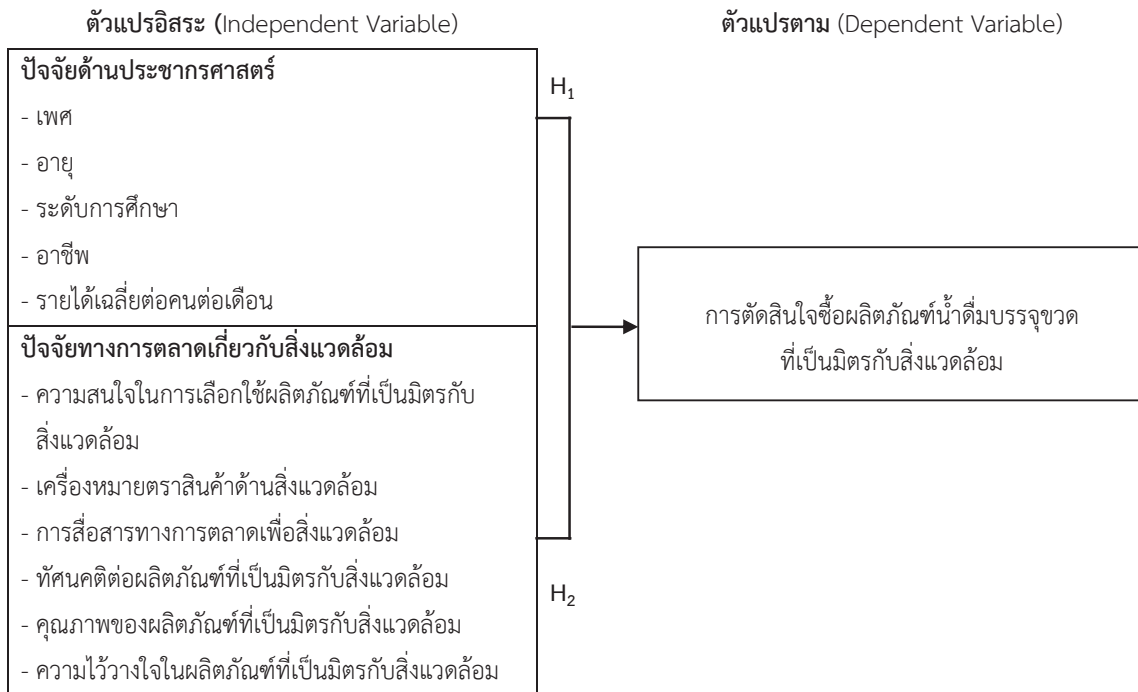 ตัวแปรอิสระ (Independent Variable)
ตัวแปรตาม (Dependent Variable)
ปัจจัยด้านประชากรศาสตร์
- เพศ
- อายุ
- ระดับการศึกษา
- อาชีพ
- รายได้เฉลี่ยต่อคนต่อเดือน
ปัจจัยทางการตลาดเกี่ยวกับสิ่งแวดล้อม
- ความสนใจในการเลือกใช้ผลิตภัณฑ์ที่เป็นมิตรกับ
สิ่งแวดล้อม
- เครื่องหมายตราสินค้าด้านสิ่งแวดล้อม
- การสื่อสารทางการตลาดเพื่อสิ่งแวดล้อม
- ทัศนคติต่อผลิตภัณฑ์ที่เป็นมิตรกับสิ่งแวดล้อม
- คุณภาพของผลิตภัณฑ์ที่เป็นมิตรกับสิ่งแวดล้อม
- ความไว้วางใจในผลิตภัณฑ์ที่เป็นมิตรกับสิ่งแวดล้อม
H₁
H₂
การตัดสินใจซื้อผลิตภัณฑ์น้ำดื่มบรรจุขวด
ที่เป็นมิตรกับสิ่งแวดล้อม